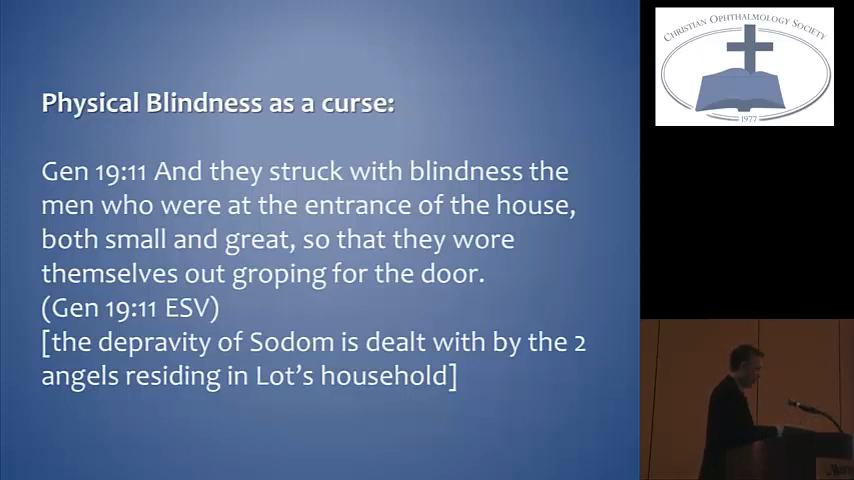 Physical Blindness as a curse:
Gen 19:11 And they struck with blindness the
men who were at the entrance of the house,
both small and great, so that they wore
themselves out groping for the door.
(Gen 19:11 ESV)
[the depravity of Sodom is dealt with by the 2
angels residing in Lot's household]
CHRISTIAN OPHTHALMOLOGY SOCIETY
1977